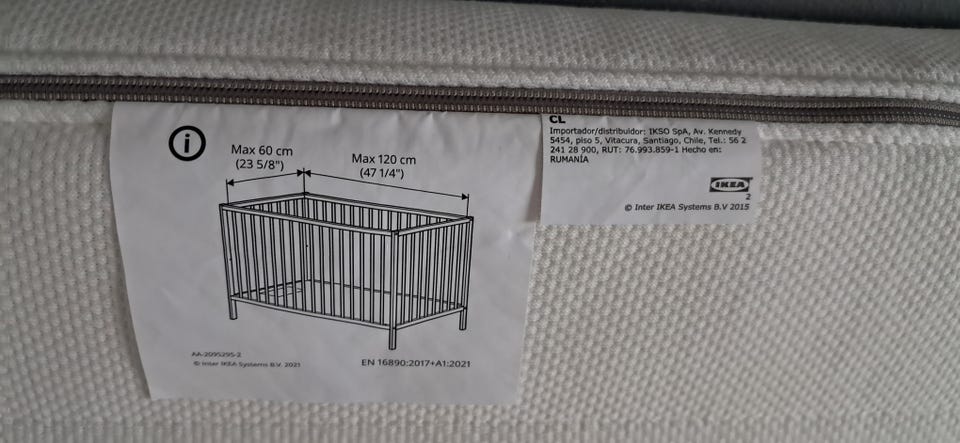 i
Max 60 cm
(23 5/8")
Max 120 cm
(47 1/4")
AA-2095295-2
© Inter IKEA Systems B.V. 2021
EN 16890:2017+A1:2021
CL
Importador/distribuidor: IKSO SpA, Av. Kennedy
5454, piso 5, Vitacura, Santiago, Chile, Tel.: 56 2
241 28 900, RUT: 76.993.859-1 Hecho en:
RUMANÍA
IKEA
2
© Inter IKEA Systems B.V 2015